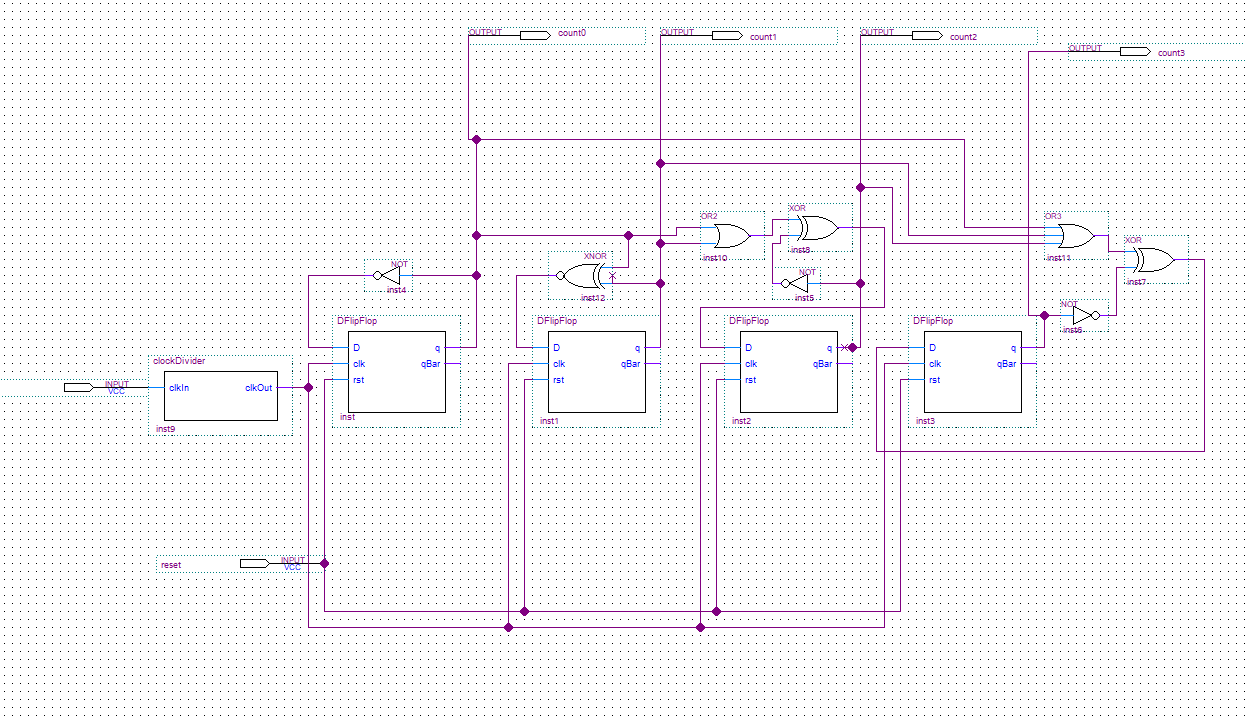 OUTPUT count0
OUTPUT count1
OUTPUT count2
OUTPUT count3
OR2
inst10
XOR
inst8
OR3
inst11
XOR
inst7
NOT
inst4
XNOR
inst12
NOT
inst5
NOT
inst6
DFlipFlop
D q
clk qBar
rst
inst
DFlipFlop
D q
clk qBar
rst
inst1
DFlipFlop
D q
clk qBar
rst
inst2
DFlipFlop
D q
clk qBar
rst
inst3
clockDivider
INPUT
VCC
clkIn clkOut
inst9
reset
INPUT
VCC